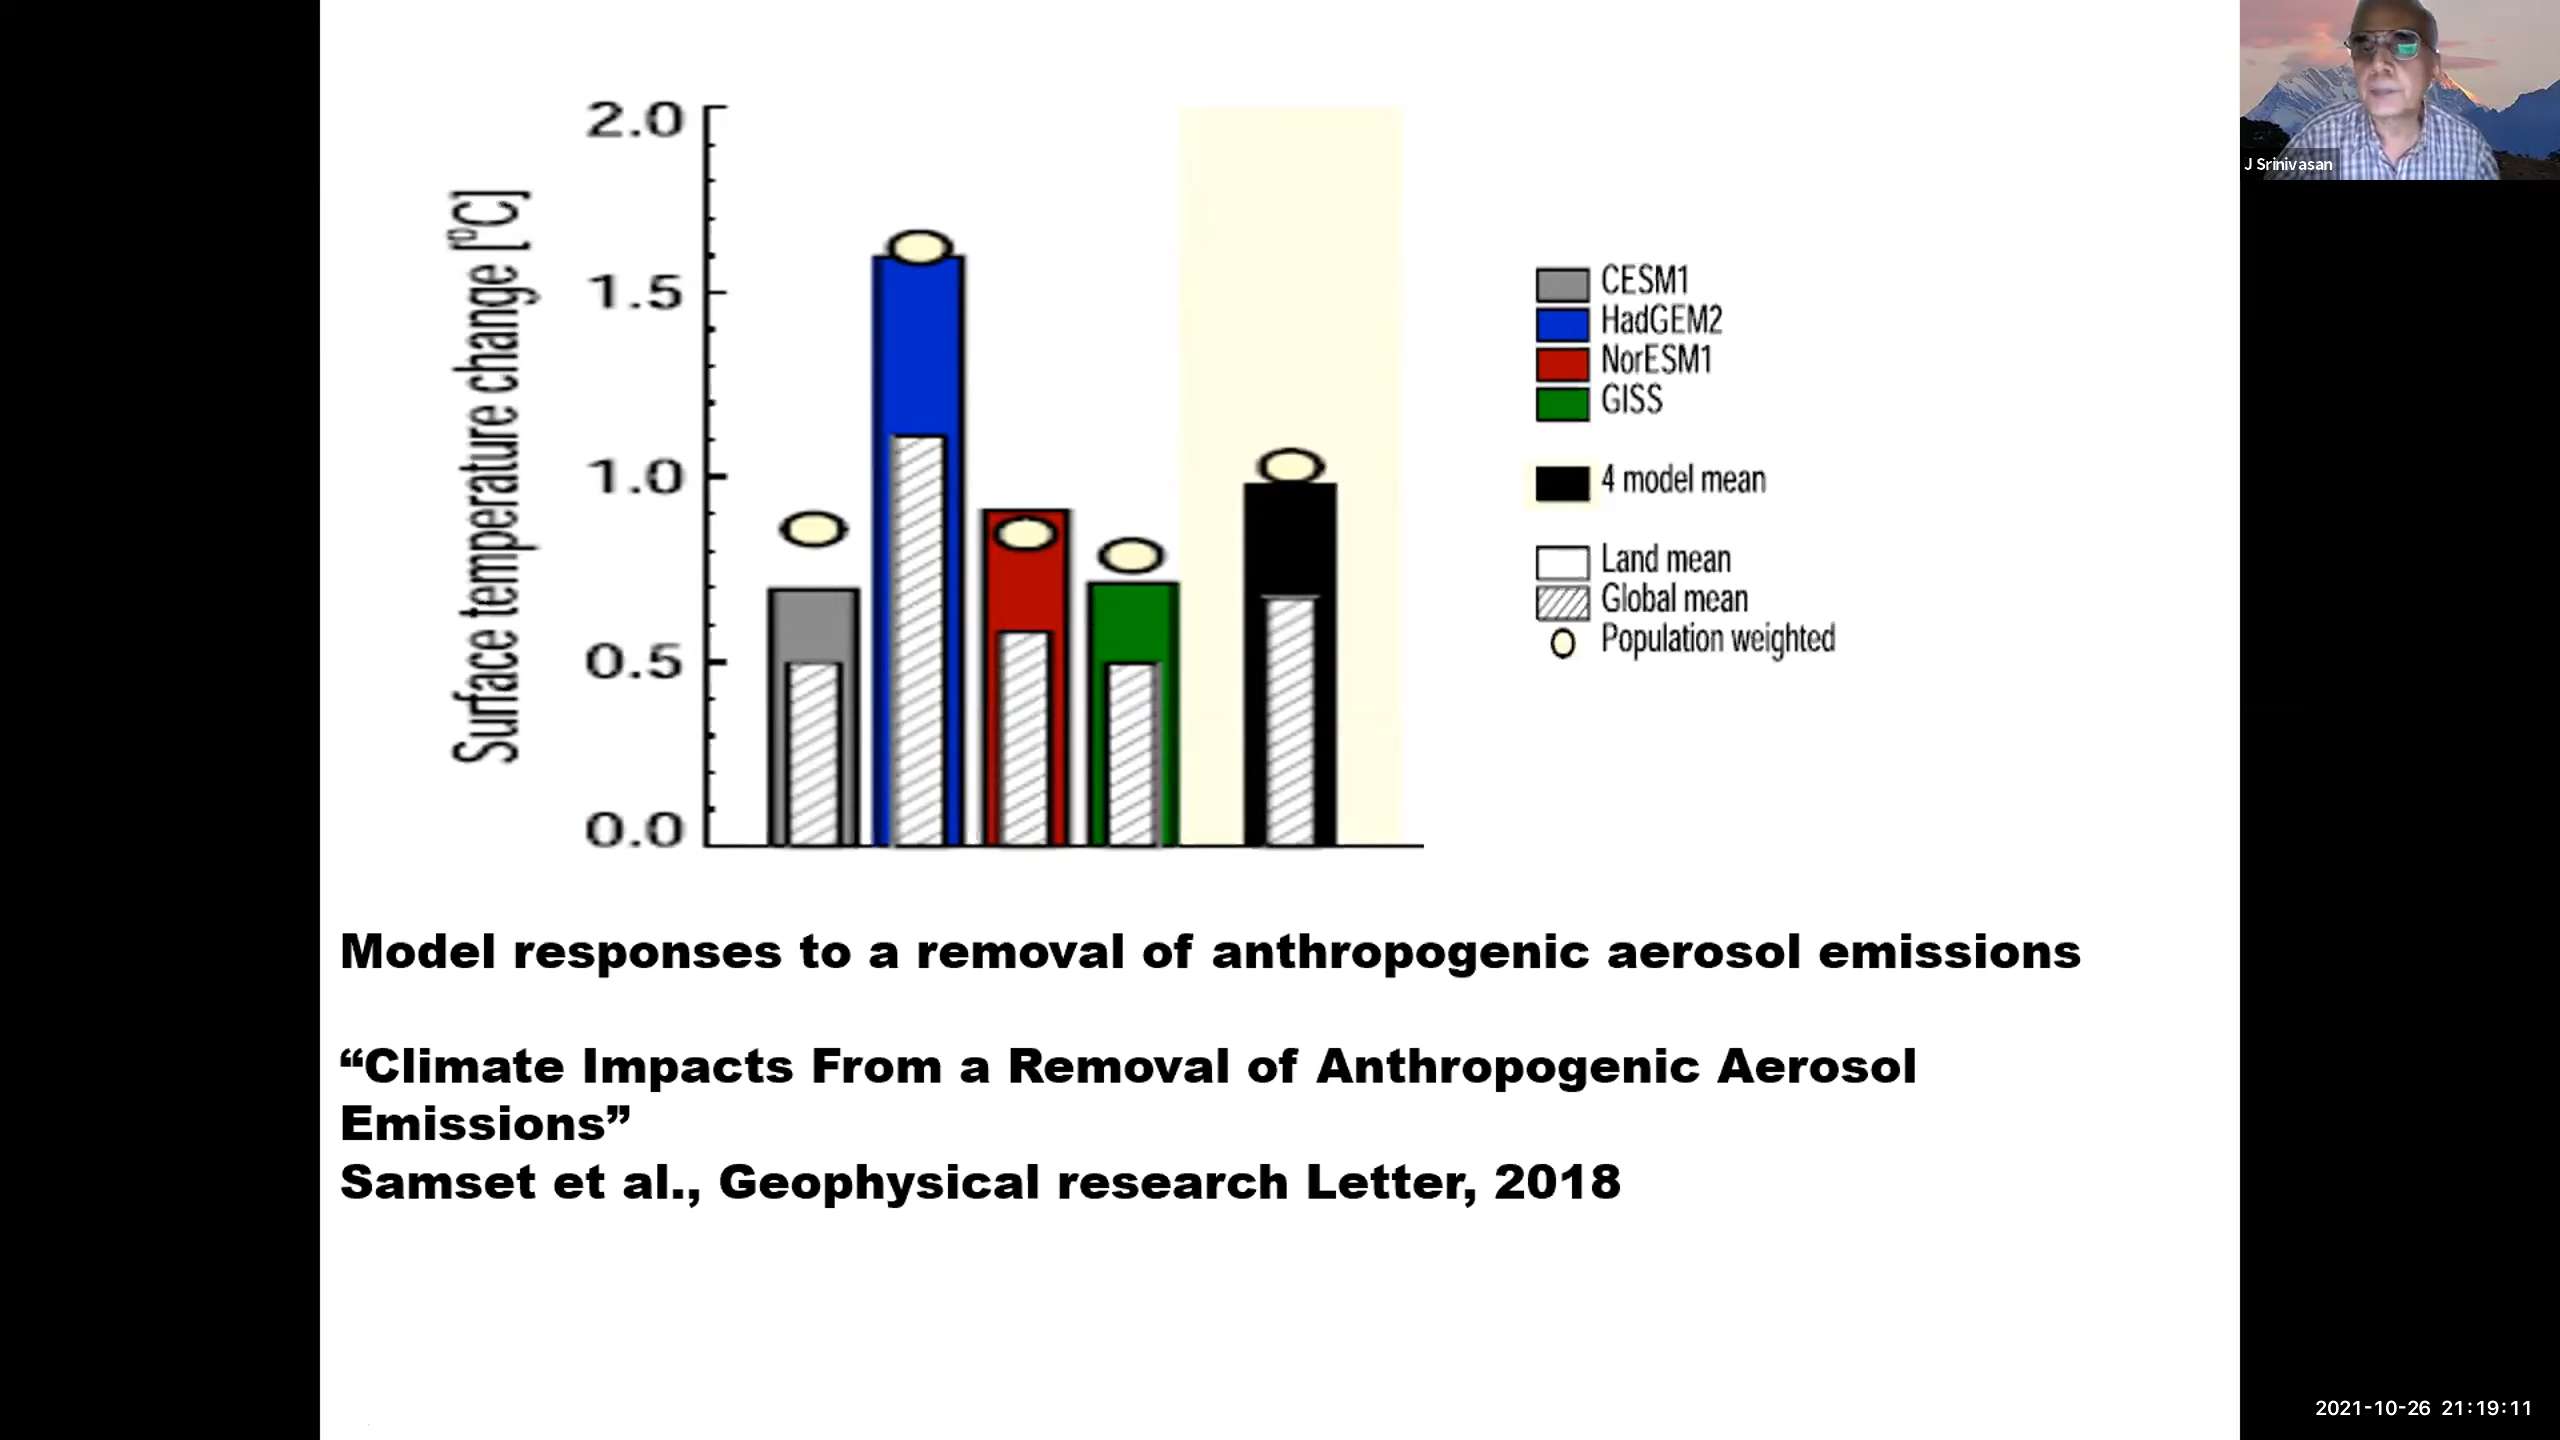 J Srinivasan
Surface temperature change [ºC]
2.0
1.5
1.0
0.5
0.0
CESM1
HadGEM2
NorESM1
GISS
4 model mean
Land mean
Global mean
Population weighted
Model responses to a removal of anthropogenic aerosol emissions
“Climate Impacts From a Removal of Anthropogenic Aerosol
Emissions”
Samset et al., Geophysical research Letter, 2018
2021-10-26 21:19:11